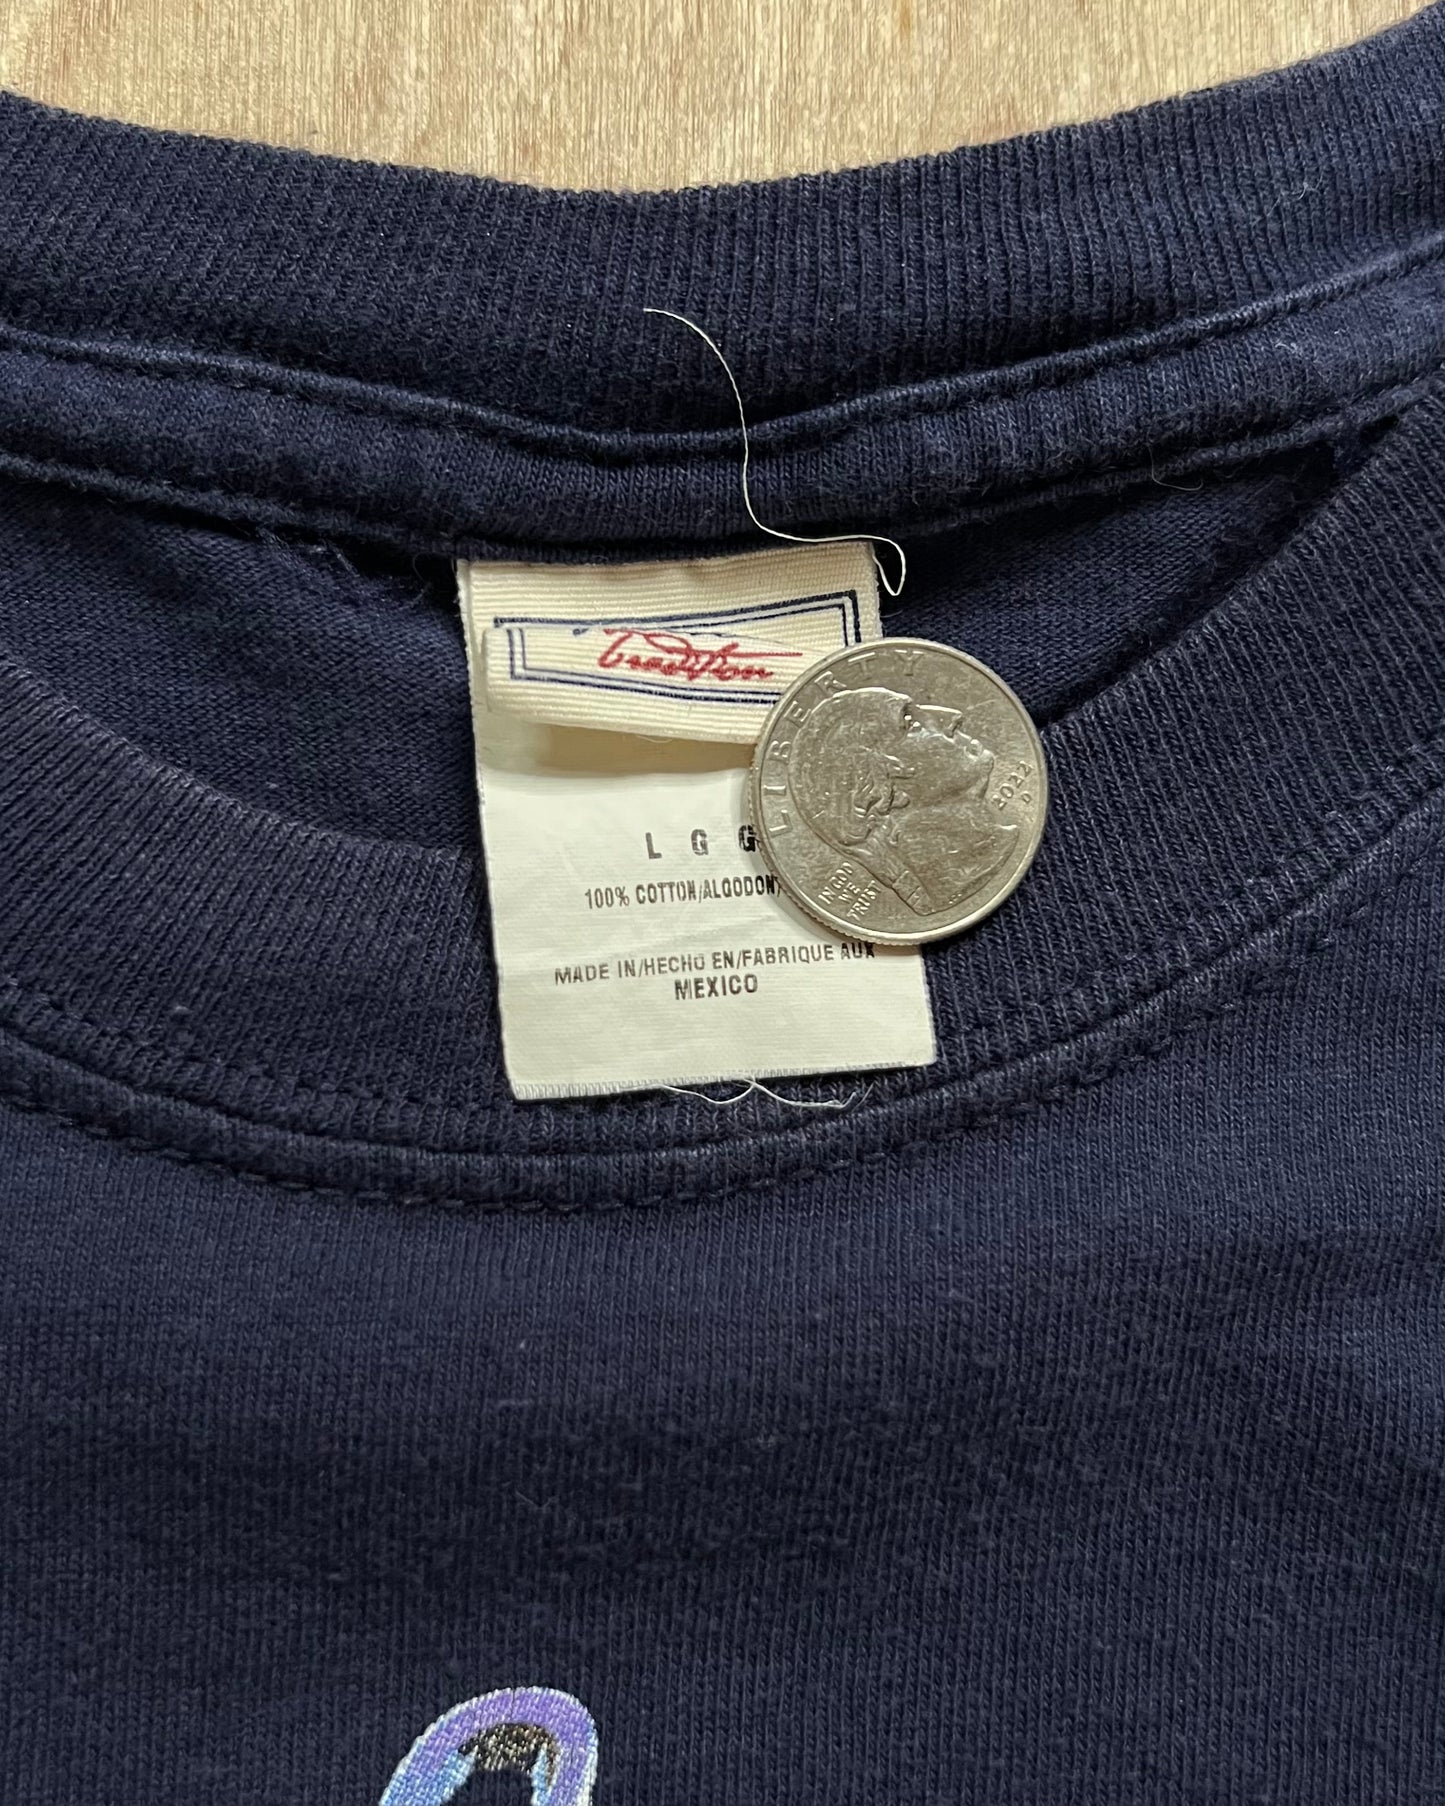 Tradition
L G G
100% COTTON/ALGODON/
MADE IN/HECHO EN/FABRIQUE AUX
MEXICO
LIBERTY
2022
D
IN GOD
WE
TRUST